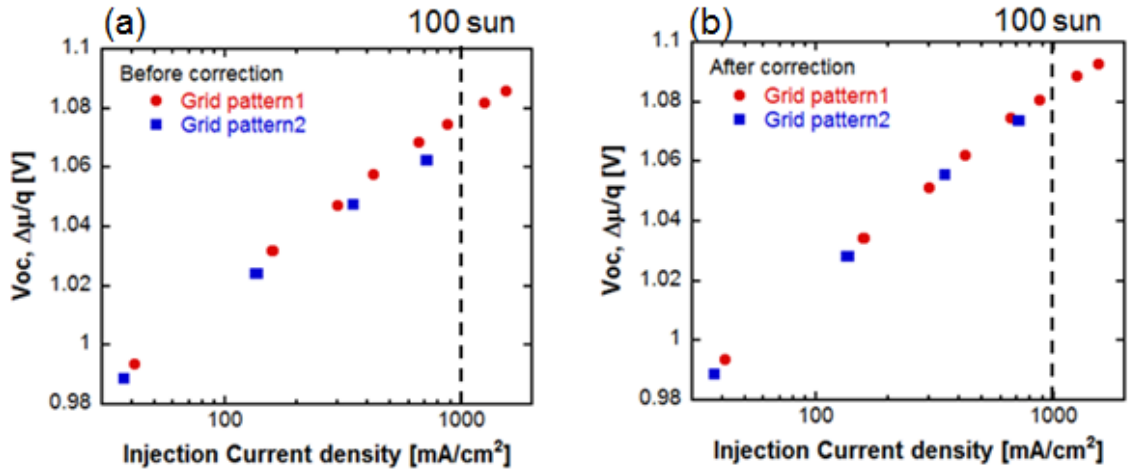 (a)
100 sun
1.1
1.08
1.06
1.04
1.02
1
0.98
Voc, Δμ/q [V]
Before correction
Grid pattern1
Grid pattern2
100
1000
Injection Current density [mA/cm²]
(b)
100 sun
1.1
1.08
1.06
1.04
1.02
1
0.98
Voc, Δμ/q [V]
After correction
Grid pattern1
Grid pattern2
100
1000
Injection Current density [mA/cm²]